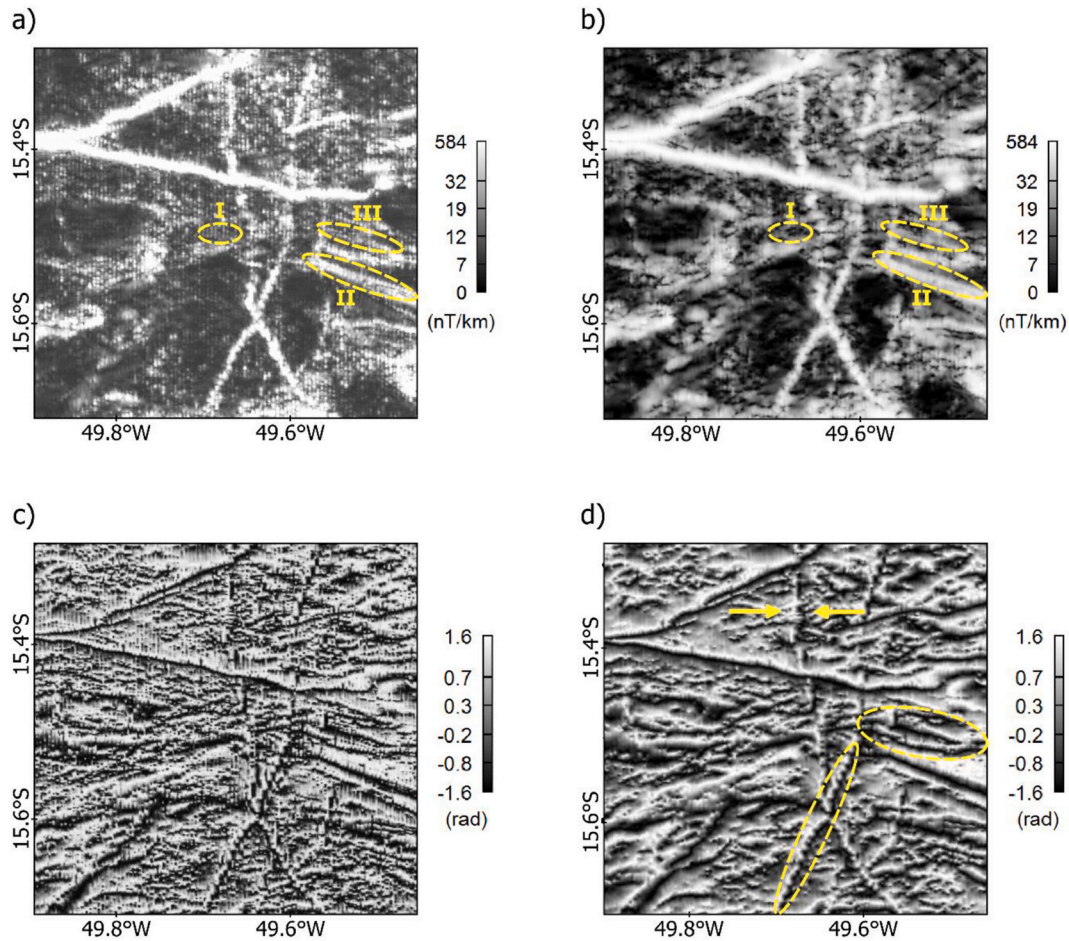 a)
I
III
II
15.4°S
15.6°S
49.8°W
49.6°W
584
32
19
12
7
0
(nT/km)
b)
I
III
II
15.4°S
15.6°S
49.8°W
49.6°W
584
32
19
12
7
0
(nT/km)
c)
15.4°S
15.6°S
49.8°W
49.6°W
1.6
0.7
0.3
-0.2
-0.8
-1.6
(rad)
d)
15.4°S
15.6°S
49.8°W
49.6°W
1.6
0.7
0.3
-0.2
-0.8
-1.6
(rad)